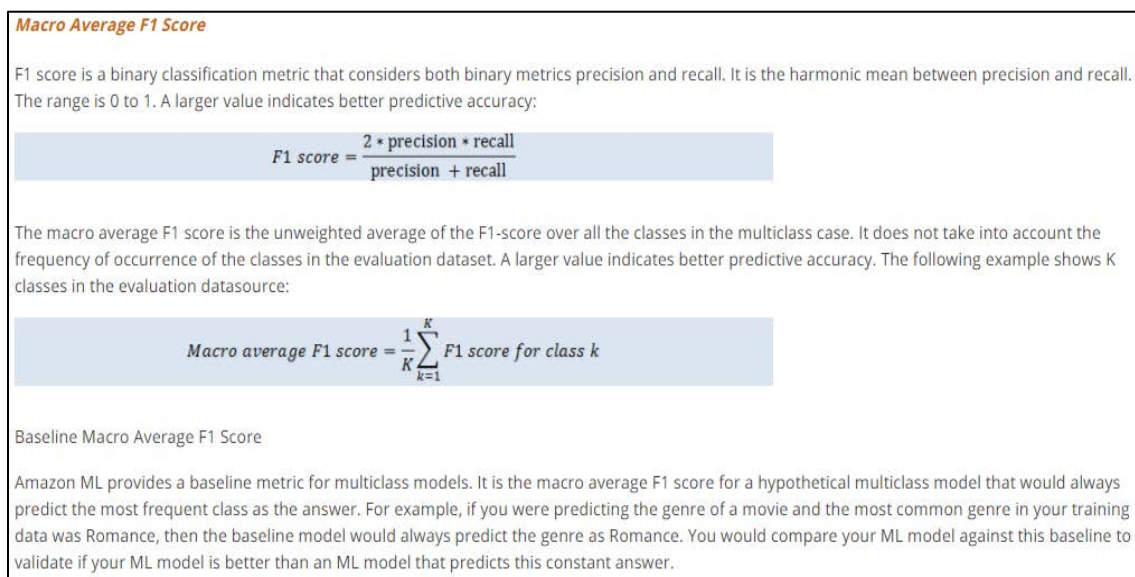 Macro Average F1 Score
F1 score is a binary classification metric that considers both binary metrics precision and recall. It is the harmonic mean between precision and recall.
The range is 0 to 1. A larger value indicates better predictive accuracy:
F1 score = 2 * precision * recall / precision + recall
The macro average F1 score is the unweighted average of the F1-score over all the classes in the multiclass case. It does not take into account the
frequency of occurrence of the classes in the evaluation dataset. A larger value indicates better predictive accuracy. The following example shows K
classes in the evaluation datasource:
Macro average F1 score = 1/K ∑ K k=1 F1 score for class k
Baseline Macro Average F1 Score
Amazon ML provides a baseline metric for multiclass models. It is the macro average F1 score for a hypothetical multiclass model that would always
predict the most frequent class as the answer. For example, if you were predicting the genre of a movie and the most common genre in your training
data was Romance, then the baseline model would always predict the genre as Romance. You would compare your ML model against this baseline to
validate if your ML model is better than an ML model that predicts this constant answer.